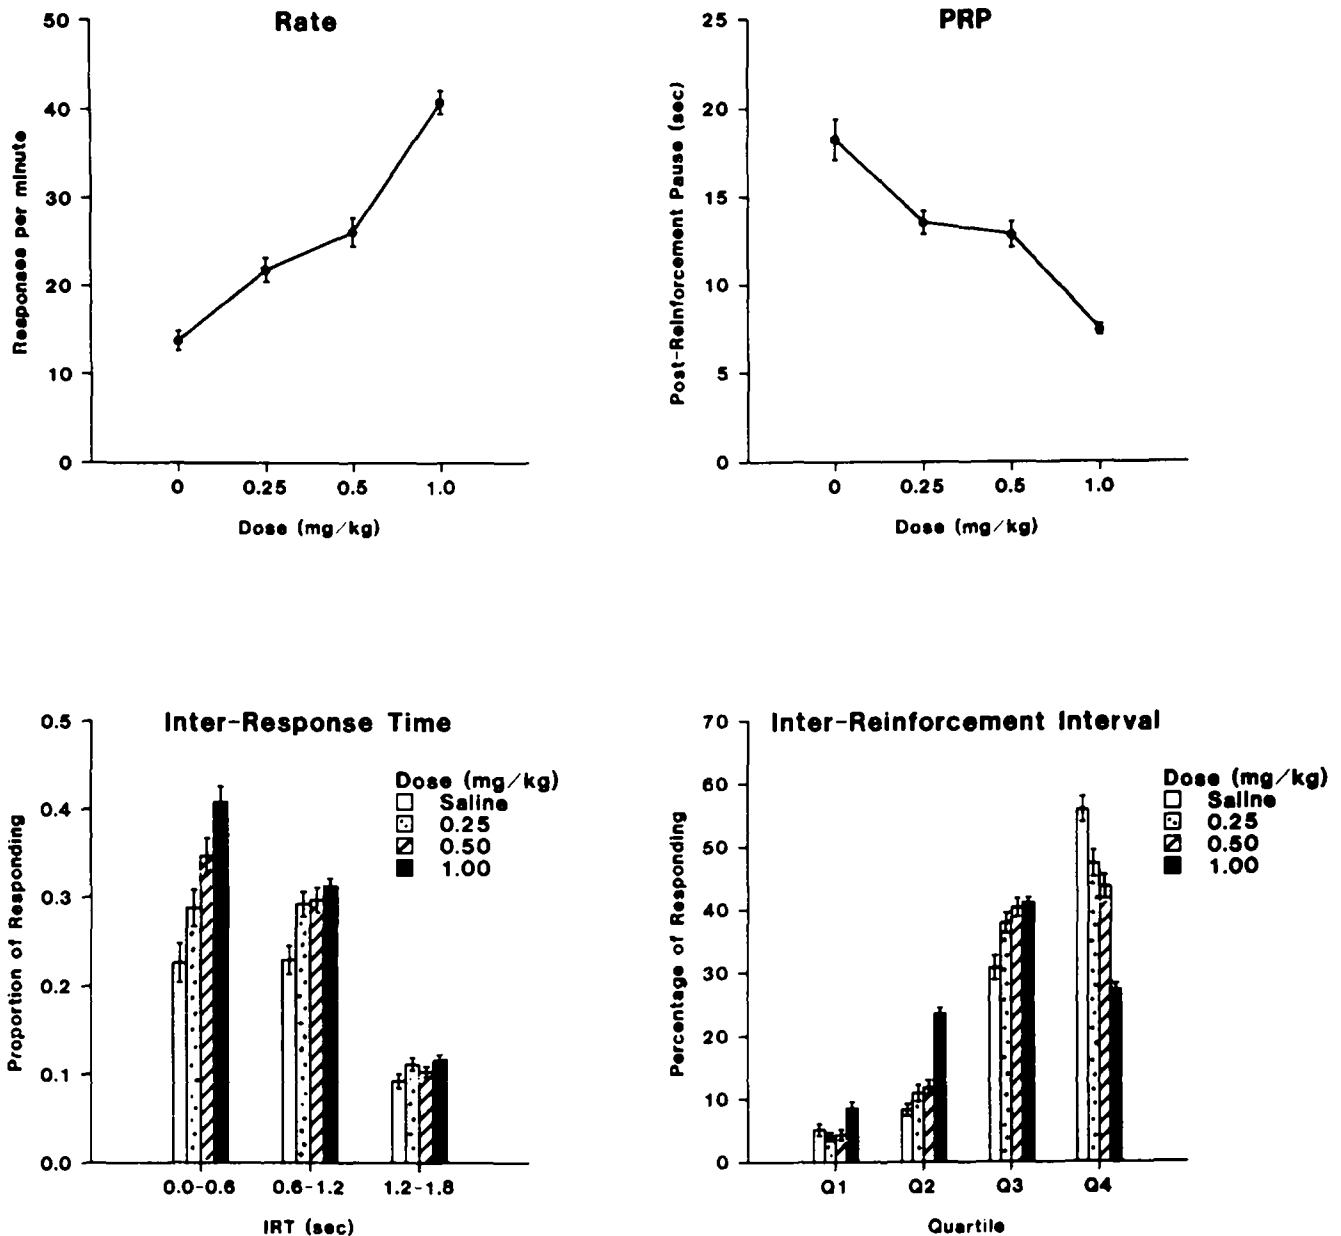 Rate
50
40
30
20
10
0
Responses per minute
0 0.25 0.5 1.0
Dose (mg/kg)
PRP
25
20
15
10
5
0
Post-Reinforcement Pause (sec)
0 0.25 0.5 1.0
Dose (mg/kg)
Inter-Response Time
0.5
0.4
0.3
0.2
0.1
0.0
Proportion of Responding
Dose (mg/kg)
Saline
0.25
0.50
1.00
0.0-0.6 0.6-1.2 1.2-1.8
IRT (sec)
Inter-Reinforcement Interval
70
60
50
40
30
20
10
0
Percentage of Responding
Dose (mg/kg)
Saline
0.25
0.50
1.00
Q1 Q2 Q3 Q4
Quartile